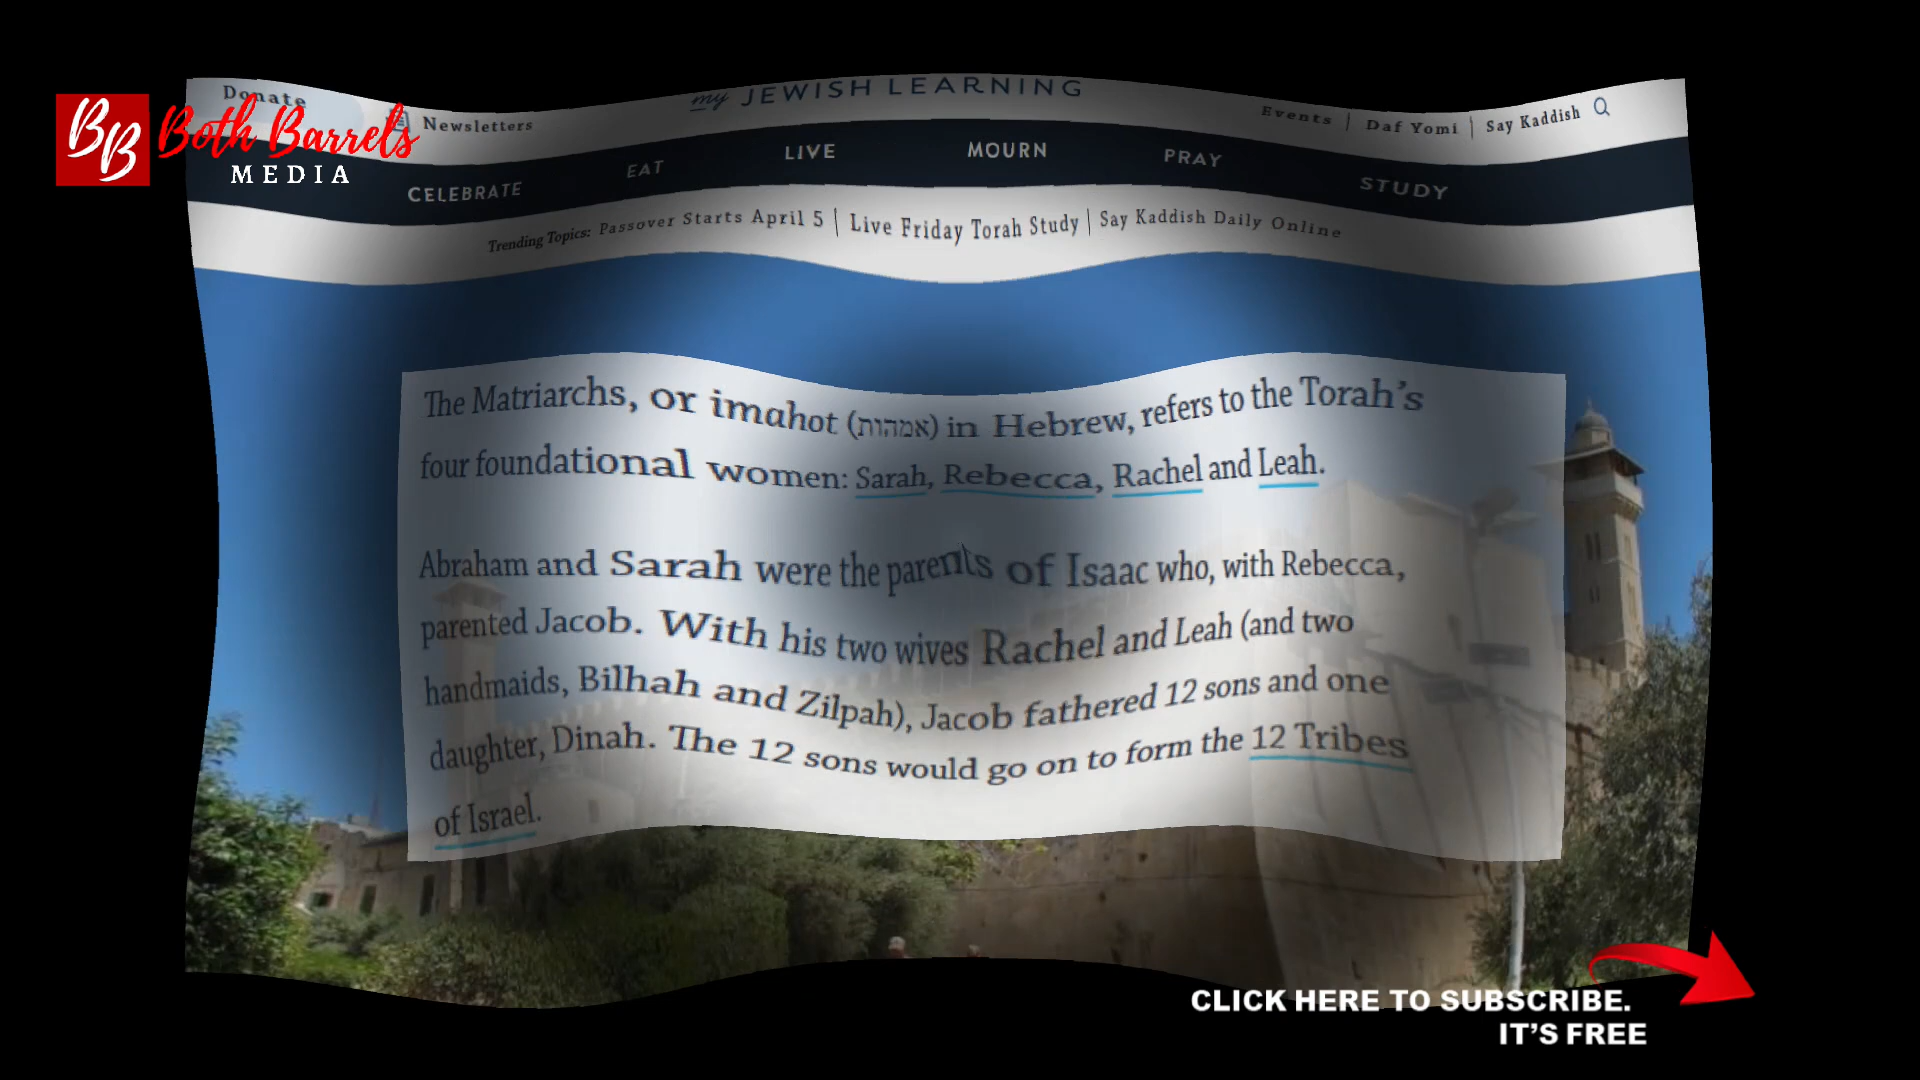 my JEWISH LEARNING
Donate
Newsletters
Events | Daf Yomi | Say Kaddish
BB Both Barrels
MEDIA
CELEBRATE EAT LIVE MOURN PRAY STUDY
Trending Topics: Passover Starts April 5 | Live Friday Torah Study | Say Kaddish Daily Online
The Matriarchs, or imahot (אמהות) in Hebrew, refers to the Torah's
four foundational women: Sarah, Rebecca, Rachel and Leah.
Abraham and Sarah were the parents of Isaac who, with Rebecca,
parented Jacob. With his two wives Rachel and Leah (and two
handmaids, Bilhah and Zilpah), Jacob fathered 12 sons and one
daughter, Dinah. The 12 sons would go on to form the 12 Tribes
of Israel.
CLICK HERE TO SUBSCRIBE.
IT'S FREE